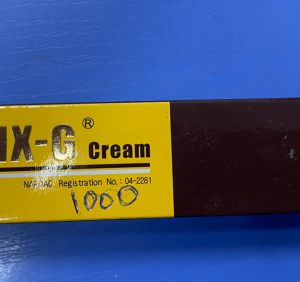 IX-G® Cream
NAFDAC Registration No.: 04-2281
1000